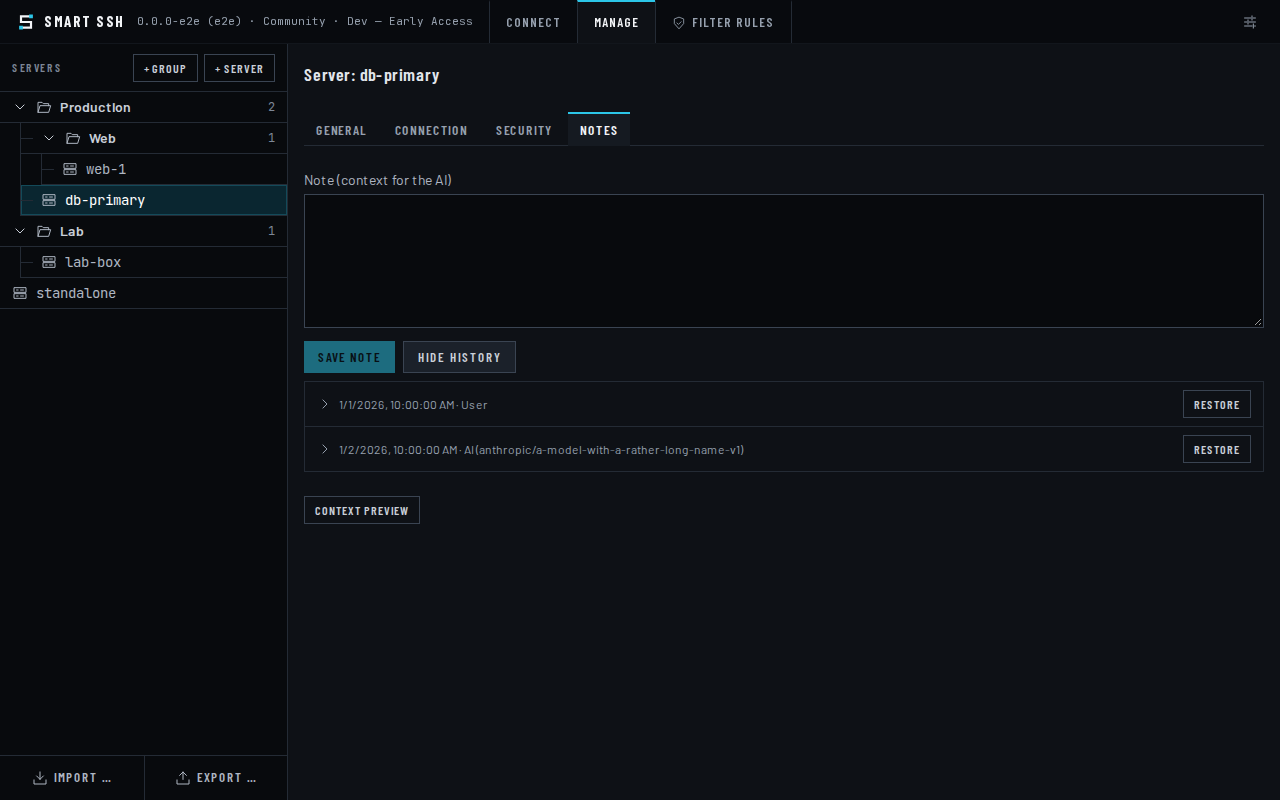 SMART SSH 0.0.0-e2e (e2e) · Community · Dev — Early Access CONNECT MANAGE FILTER RULES
SERVERS +GROUP +SERVER
Production 2
Web 1
web-1
db-primary
Lab 1
lab-box
standalone
IMPORT … EXPORT …
Server: db-primary
GENERAL CONNECTION SECURITY NOTES
Note (context for the AI)
SAVE NOTE HIDE HISTORY
1/1/2026, 10:00:00 AM · User RESTORE
1/2/2026, 10:00:00 AM · AI (anthropic/a-model-with-a-rather-long-name-v1) RESTORE
CONTEXT PREVIEW